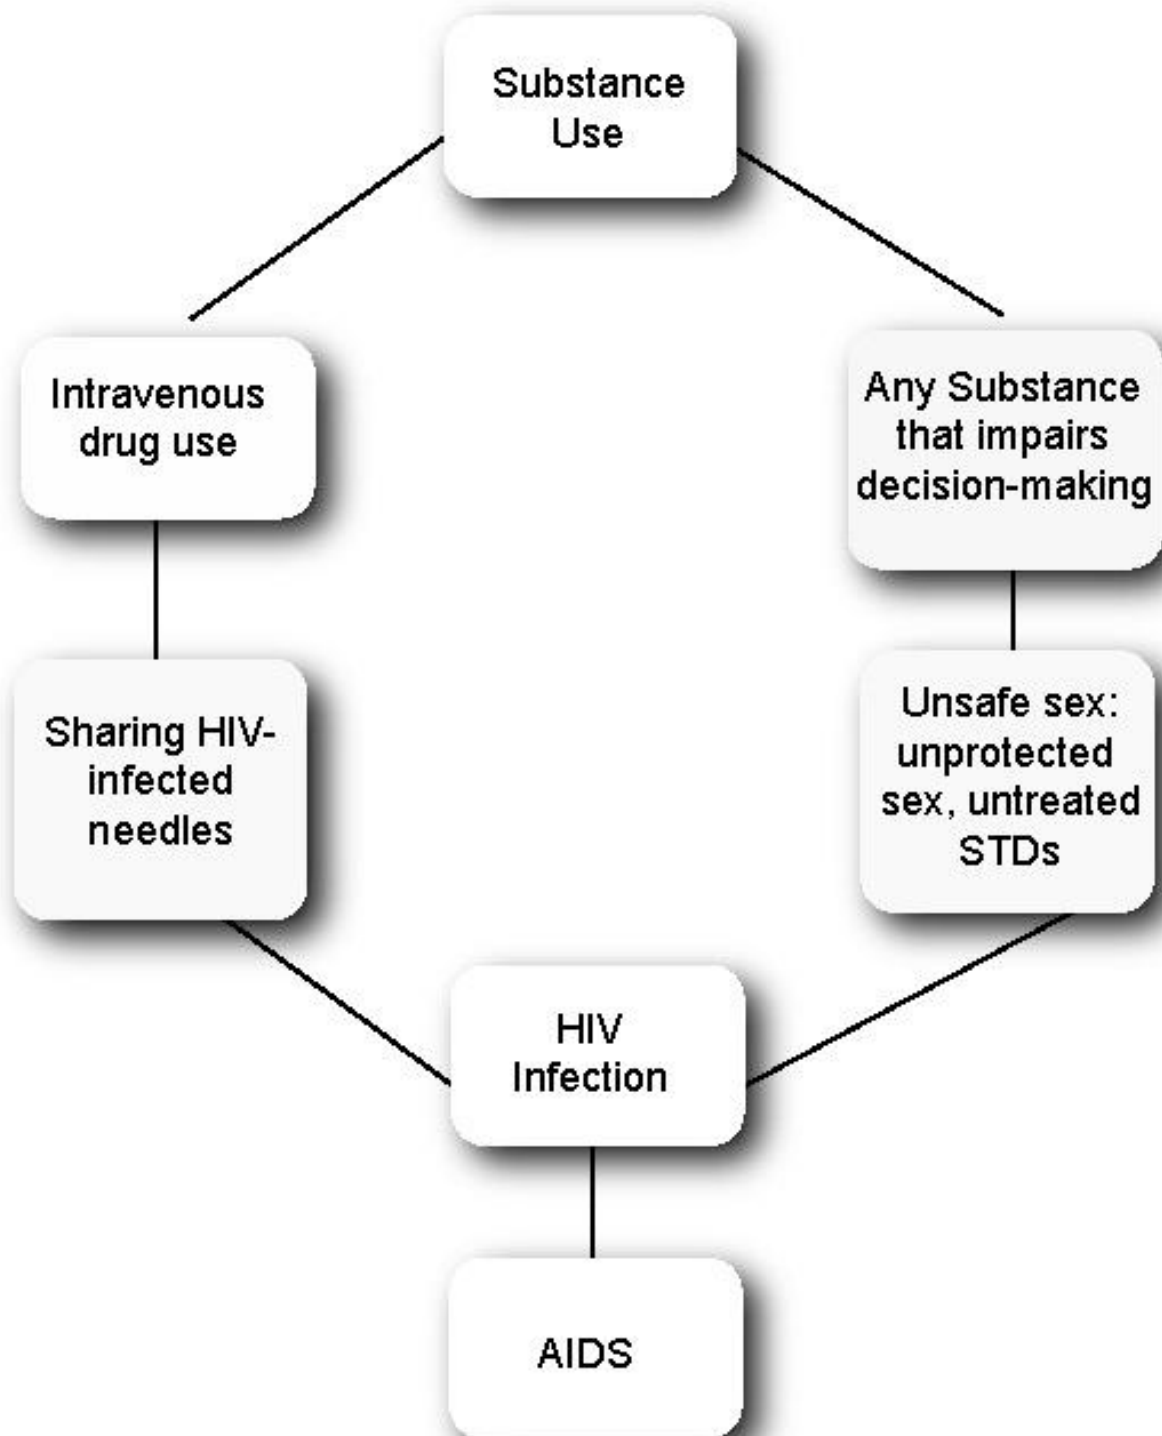 Substance
Use
Intravenous
drug use
Any Substance
that impairs
decision-making
Sharing HIV-
infected
needles
Unsafe sex:
unprotected
sex, untreated
STDs
HIV
Infection
AIDS